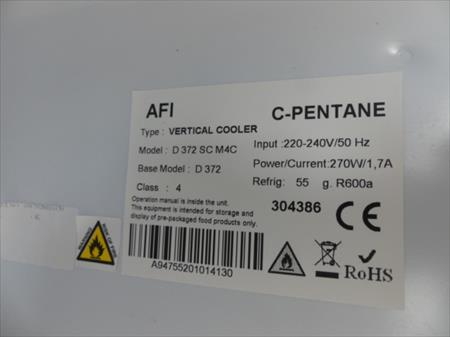 AFI
C-PENTANE
Type : VERTICAL COOLER
Input :220-240V/50 Hz
Model : D 372 SC M4C
Power/Current:270W/1,7A
Base Model : D 372
Refrig: 55 g. R600a
Class : 4
304386 CE
Operation manual is inside the unit.
This equipment is intended for storage and
display of pre-packaged food products only.
A94755201014130
RoHS